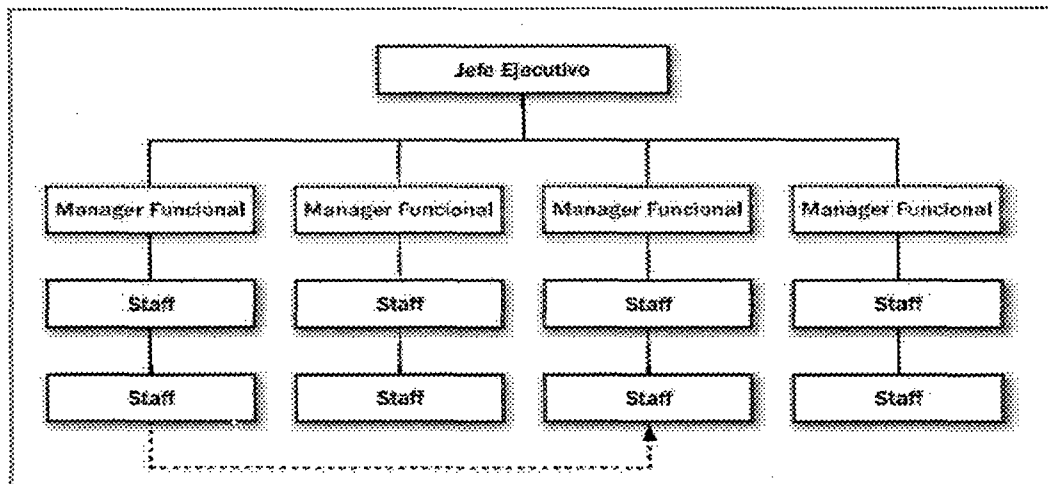 Jefe Ejecutivo
Manager Funcional Manager Funcional Manager Funcional Manager Funcional
Staff Staff Staff Staff
Staff Staff Staff Staff